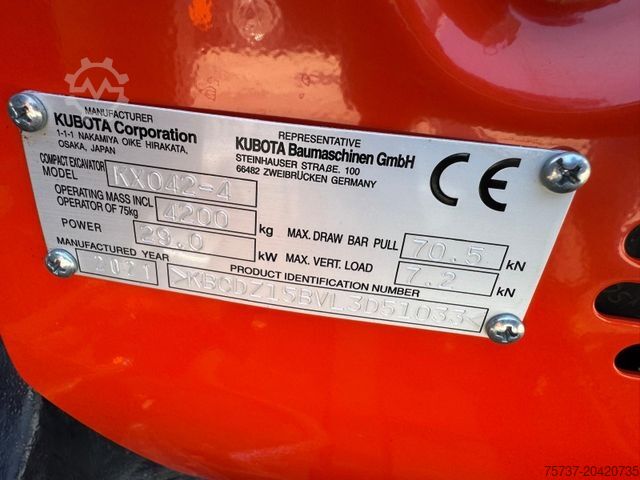 MANUFACTURER
KUBOTA Corporation
1-1-1 NAKAMIYA OIKE HIRAKATA,
OSAKA, JAPAN
REPRESENTATIVE
KUBOTA Baumaschinen GmbH
STEINHAUSER STRAßE. 100
66482 ZWEIBRÜCKEN GERMANY
CE
COMPACT EXCAVATOR
MODEL KX042-4
OPERATING MASS INCL
OPERATOR OF 75kg 4200 kg
MAX. DRAW BAR PULL 70.5 kN
POWER 29.0 kW
MAX. VERT. LOAD 7.2 kN
MANUFACTURED YEAR 2021
PRODUCT IDENTIFICATION NUMBER
>KBCDZ15BVL3D51033<
75737-20420735